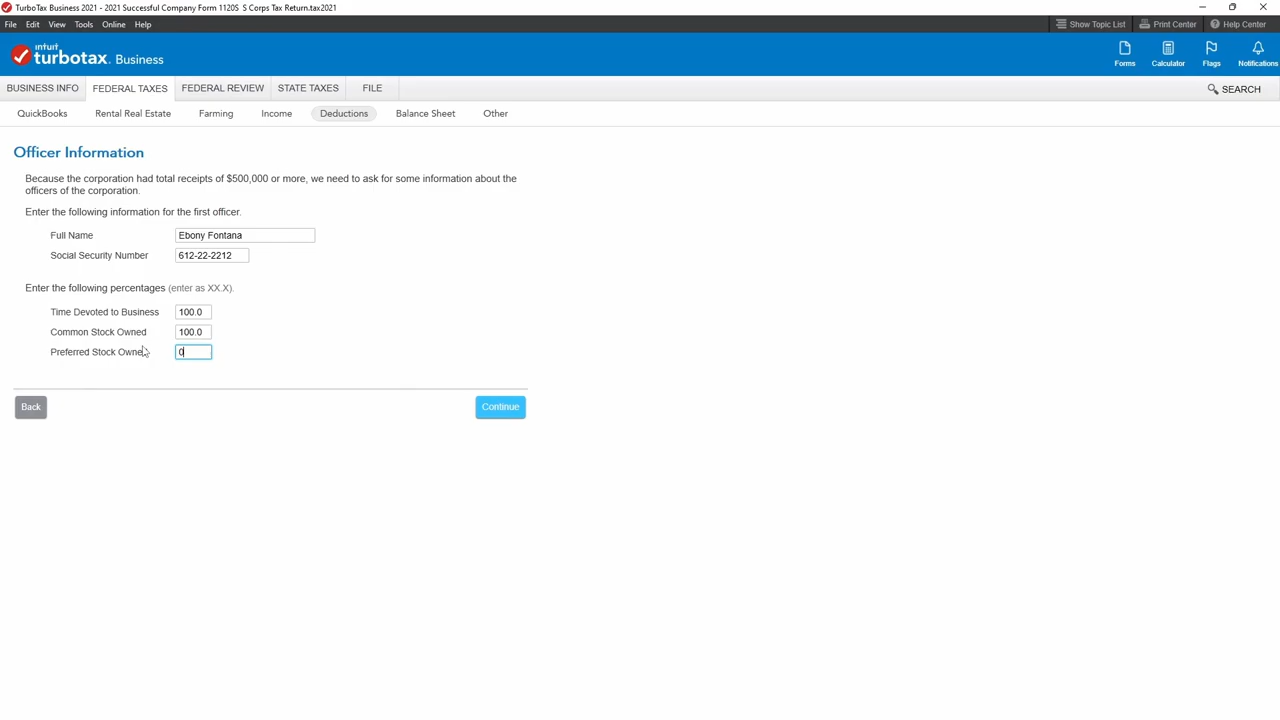 TurboTax Business 2021 - 2021 Successful Company Form 1120S S Corps Tax Return.tax2021
File Edit View Tools Online Help
Show Topic List Print Center Help Center
intuit
turbotax. Business
Forms Calculator Flags Notifications
BUSINESS INFO FEDERAL TAXES FEDERAL REVIEW STATE TAXES FILE SEARCH
QuickBooks Rental Real Estate Farming Income Deductions Balance Sheet Other
Officer Information
Because the corporation had total receipts of $500,000 or more, we need to ask for some information about the
officers of the corporation.
Enter the following information for the first officer.
Full Name Ebony Fontana
Social Security Number 612-22-2212
Enter the following percentages (enter as XX.X).
Time Devoted to Business 100.0
Common Stock Owned 100.0
Preferred Stock Owned 0
Back Continue